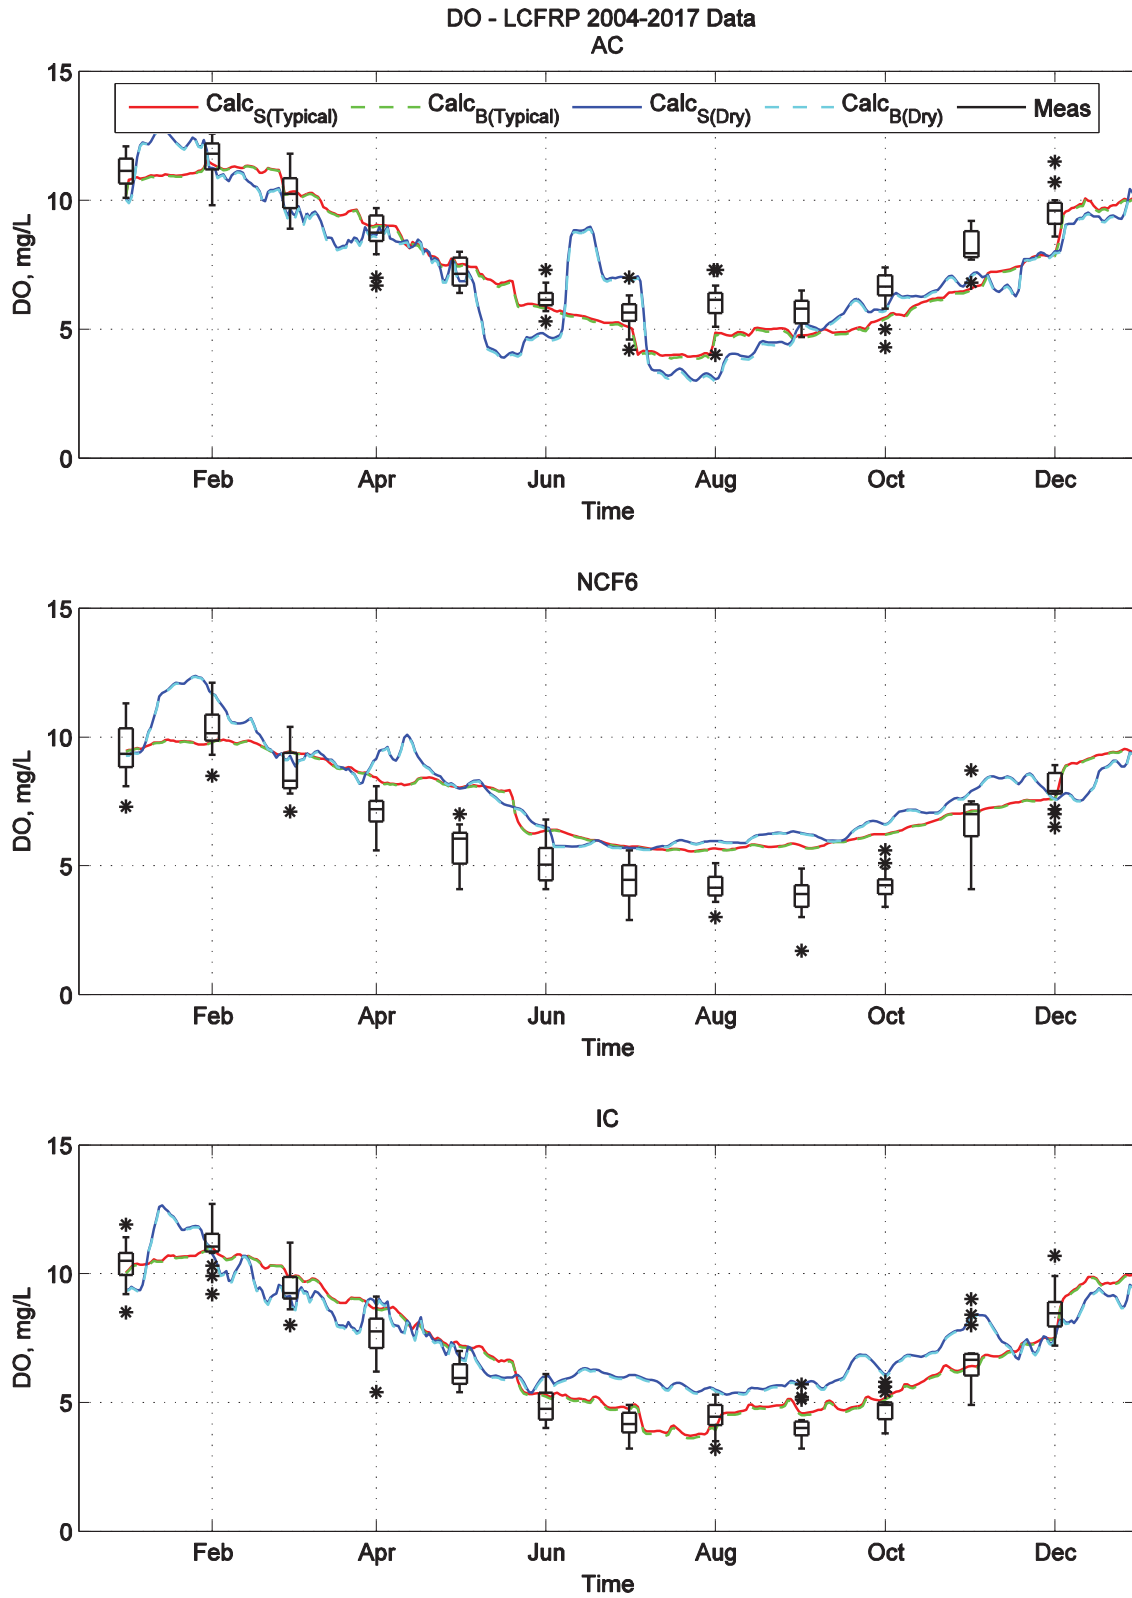 DO - LCFRP 2004-2017 Data
AC
Calc S(Typical) Calc B(Typical) Calc S(Dry) Calc B(Dry) Meas
15
10
5
0
DO, mg/L
Feb Apr Jun Aug Oct Dec
Time
NCF6
15
10
5
0
DO, mg/L
Feb Apr Jun Aug Oct Dec
Time
IC
15
10
5
0
DO, mg/L
Feb Apr Jun Aug Oct Dec
Time